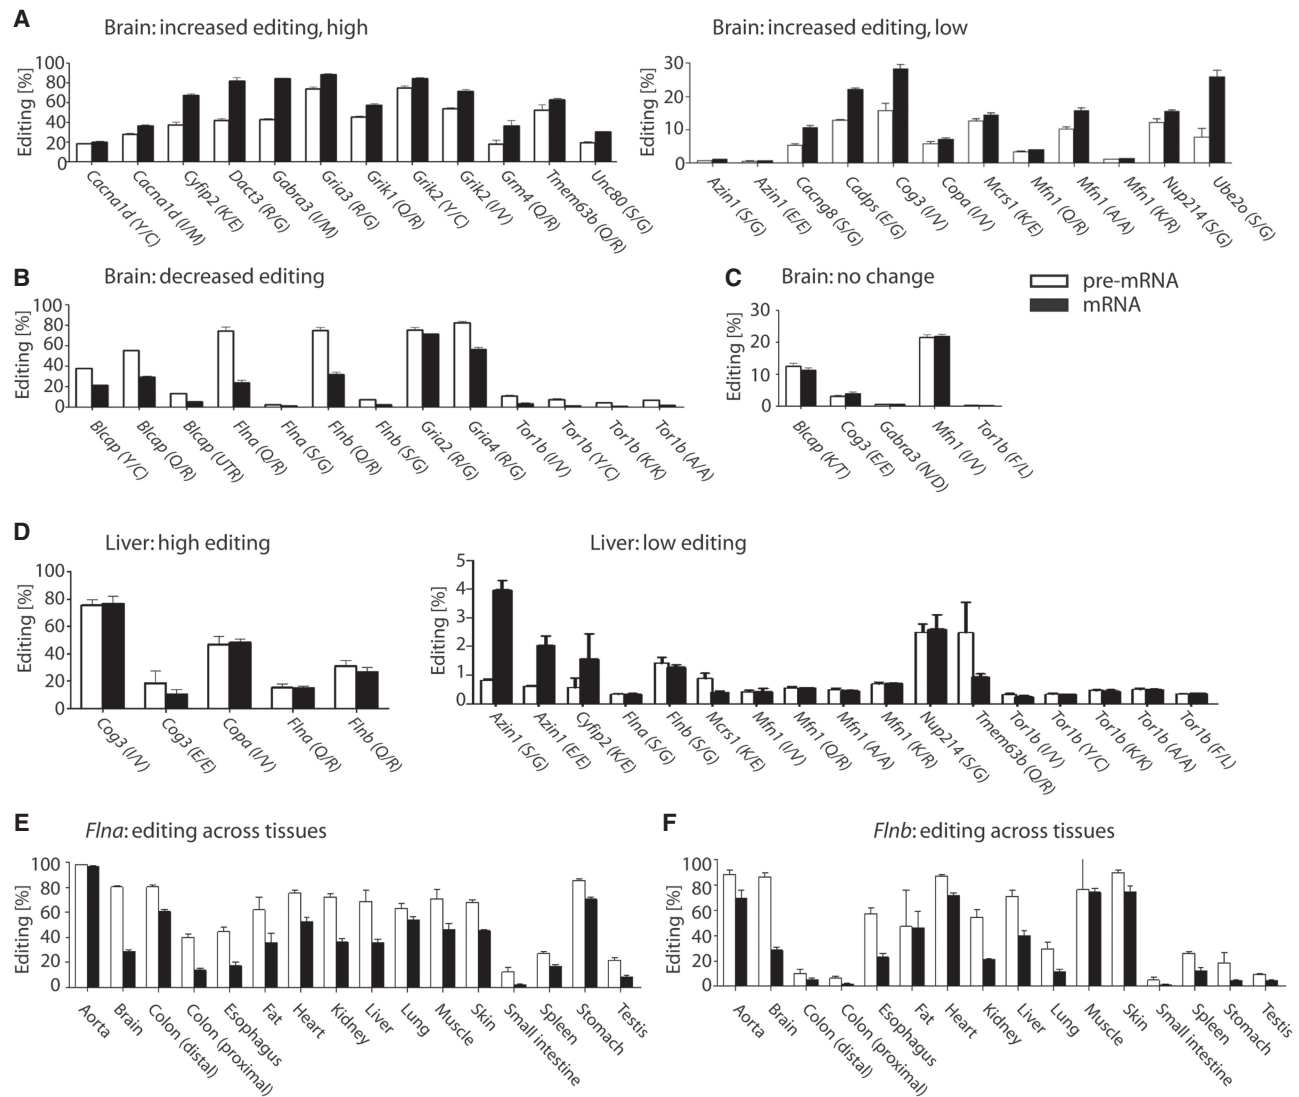 A
Brain: increased editing, high
Brain: increased editing, low
Editing [%]
100
80
60
40
20
0
Cacna1d (Y/C)
Cacna1d (I/M)
Cyfip2 (K/E)
Dact3 (R/G)
Gabra3 (I/M)
Gria3 (R/G)
Grik1 (Q/R)
Grik2 (Y/C)
Grik2 (I/V)
Grm4 (Q/R)
Tmem63b (Q/R)
Unc80 (S/G)
Editing [%]
30
20
10
0
Azin1 (S/G)
Azin1 (E/E)
Cacng8 (S/G)
Cadps (E/G)
Cog3 (I/V)
Copa (I/V)
Mcrs1 (K/E)
Mfn1 (Q/R)
Mfn1 (A/A)
Mfn1 (K/R)
Nup214 (S/G)
Ube2o (S/G)
B
Brain: decreased editing
Editing [%]
100
80
60
40
20
0
Blcap (Y/C)
Blcap (Q/R)
Blcap (UTR)
Flna (Q/R)
Flna (S/G)
Flnb (Q/R)
Flnb (S/G)
Gria2 (R/G)
Gria4 (R/G)
Tor1b (I/V)
Tor1b (Y/C)
Tor1b (K/K)
Tor1b (A/A)
C
Brain: no change
Editing [%]
30
20
10
0
Blcap (K/T)
Cog3 (E/E)
Gabra3 (N/D)
Mfn1 (I/V)
Tor1b (F/L)
pre-mRNA
mRNA
D
Liver: high editing
Editing [%]
100
80
60
40
20
0
Cog3 (I/V)
Cog3 (E/E)
Copa (I/V)
Flna (Q/R)
Flnb (Q/R)
Liver: low editing
Editing [%]
5
4
3
2
1
0
Azin1 (S/G)
Azin1 (E/E)
Cyfip2 (K/E)
Flna (S/G)
Flnb (S/G)
Mcrs1 (K/E)
Mfn1 (I/V)
Mfn1 (Q/R)
Mfn1 (A/A)
Mfn1 (K/R)
Nup214 (S/G)
Tmem63b (Q/R)
Tor1b (I/V)
Tor1b (Y/C)
Tor1b (K/K)
Tor1b (A/A)
Tor1b (F/L)
E
Flna: editing across tissues
Editing [%]
100
80
60
40
20
0
Aorta
Brain
Colon (distal)
Colon (proximal)
Esophagus
Fat
Heart
Kidney
Liver
Lung
Muscle
Skin
Small intestine
Spleen
Stomach
Testis
F
Flnb: editing across tissues
Editing [%]
100
80
60
40
20
0
Aorta
Brain
Colon (distal)
Colon (proximal)
Esophagus
Fat
Heart
Kidney
Liver
Lung
Muscle
Skin
Small intestine
Spleen
Stomach
Testis